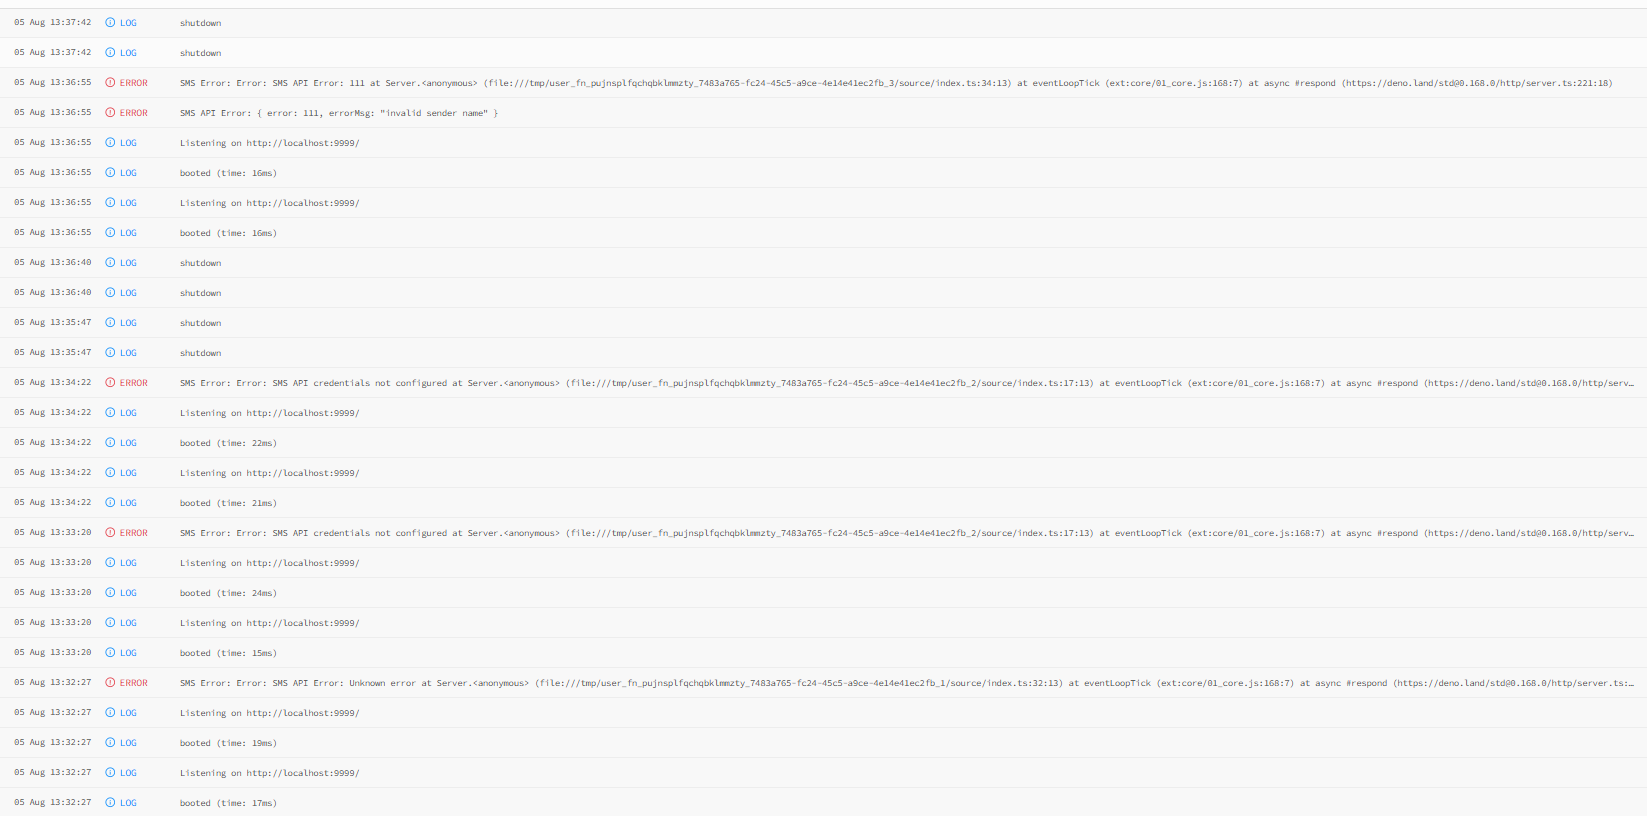 05 Aug 13:37:42 LOG shutdown
05 Aug 13:37:42 LOG shutdown
05 Aug 13:36:55 ERROR SMS Error: Error: SMS API Error: 111 at Server.<anonymous> (file:///tmp/user_fn_pujnsplfqchqbklmmzty_7483a765-fc24-45c5-a9ce-4e14e41ec2fb_3/source/index.ts:34:13) at eventLoopTick (ext:core/01_core.js:168:7) at async #respond (https://deno.land/std@0.168.0/http/server.ts:221:18)
05 Aug 13:36:55 ERROR SMS API Error: { error: 111, errorMsg: "invalid sender name" }
05 Aug 13:36:55 LOG Listening on http://localhost:9999/
05 Aug 13:36:55 LOG booted (time: 16ms)
05 Aug 13:36:55 LOG Listening on http://localhost:9999/
05 Aug 13:36:55 LOG booted (time: 16ms)
05 Aug 13:36:40 LOG shutdown
05 Aug 13:36:40 LOG shutdown
05 Aug 13:35:47 LOG shutdown
05 Aug 13:35:47 LOG shutdown
05 Aug 13:34:22 ERROR SMS Error: Error: SMS API credentials not configured at Server.<anonymous> (file:///tmp/user_fn_pujnsplfqchqbklmmzty_7483a765-fc24-45c5-a9ce-4e14e41ec2fb_2/source/index.ts:17:13) at eventLoopTick (ext:core/01_core.js:168:7) at async #respond (https://deno.land/std@0.168.0/http/serv…
05 Aug 13:34:22 LOG Listening on http://localhost:9999/
05 Aug 13:34:22 LOG booted (time: 22ms)
05 Aug 13:34:22 LOG Listening on http://localhost:9999/
05 Aug 13:34:22 LOG booted (time: 21ms)
05 Aug 13:33:20 ERROR SMS Error: Error: SMS API credentials not configured at Server.<anonymous> (file:///tmp/user_fn_pujnsplfqchqbklmmzty_7483a765-fc24-45c5-a9ce-4e14e41ec2fb_2/source/index.ts:17:13) at eventLoopTick (ext:core/01_core.js:168:7) at async #respond (https://deno.land/std@0.168.0/http/serv…
05 Aug 13:33:20 LOG Listening on http://localhost:9999/
05 Aug 13:33:20 LOG booted (time: 24ms)
05 Aug 13:33:20 LOG Listening on http://localhost:9999/
05 Aug 13:33:20 LOG booted (time: 15ms)
05 Aug 13:32:27 ERROR SMS Error: Error: SMS API Error: Unknown error at Server.<anonymous> (file:///tmp/user_fn_pujnsplfqchqbklmmzty_7483a765-fc24-45c5-a9ce-4e14e41ec2fb_1/source/index.ts:32:13) at eventLoopTick (ext:core/01_core.js:168:7) at async #respond (https://deno.land/std@0.168.0/http/server.ts:…
05 Aug 13:32:27 LOG Listening on http://localhost:9999/
05 Aug 13:32:27 LOG booted (time: 19ms)
05 Aug 13:32:27 LOG Listening on http://localhost:9999/
05 Aug 13:32:27 LOG booted (time: 17ms)